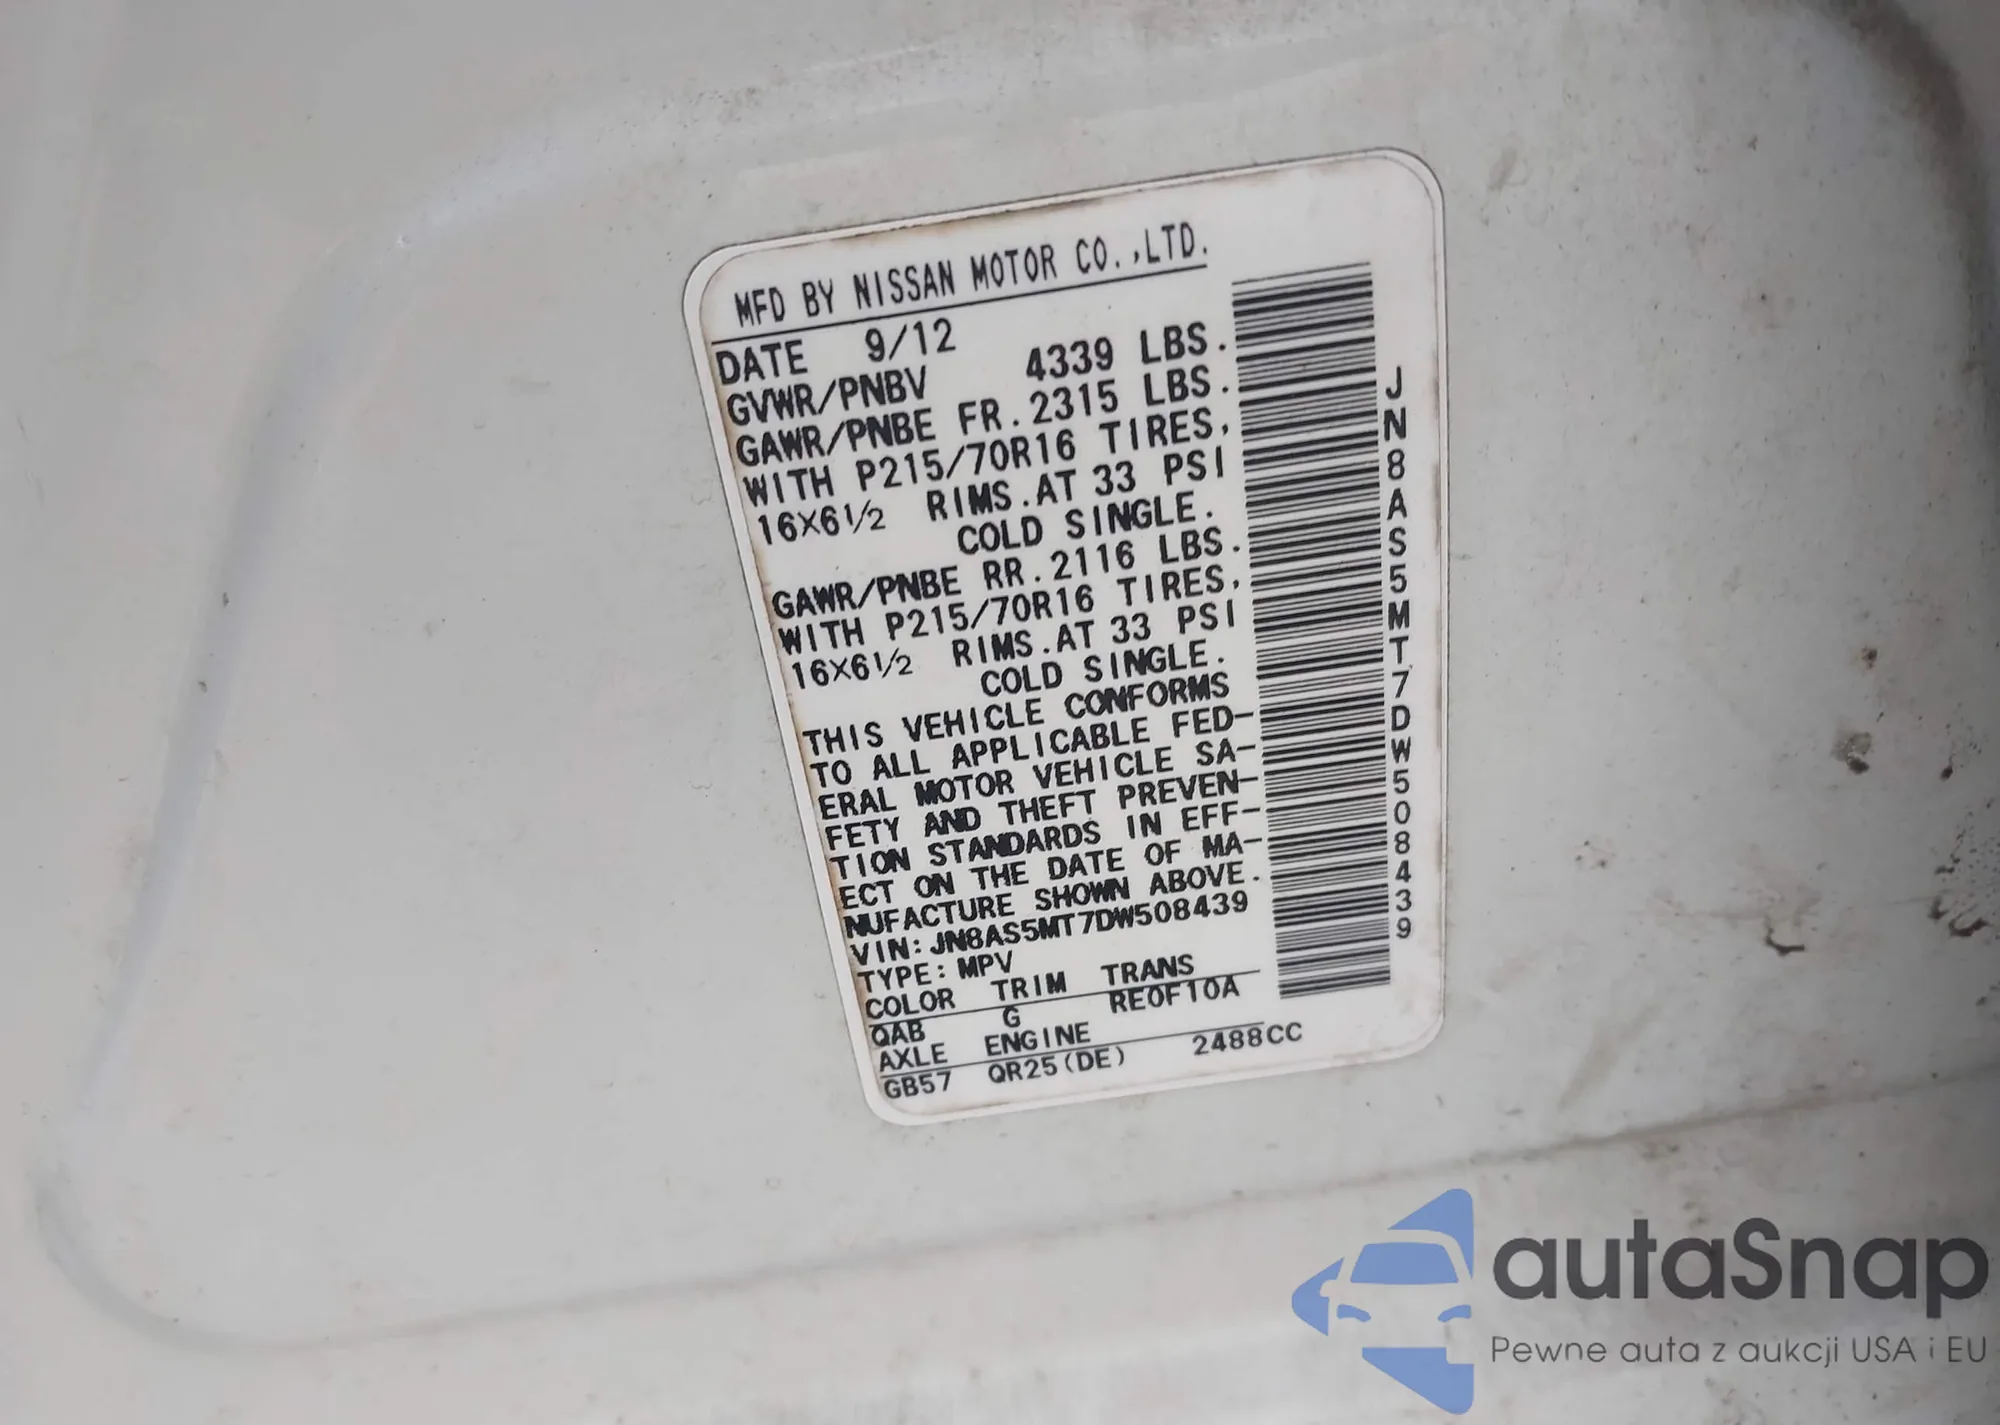 MFD BY NISSAN MOTOR CO.,LTD.
DATE 9/12
GVWR/PNBV 4339 LBS.
GAWR/PNBE FR.2315 LBS.
WITH P215/70R16 TIRES,
16X6½ RIMS.AT 33 PSI
COLD SINGLE.
GAWR/PNBE RR.2116 LBS.
WITH P215/70R16 TIRES,
16X6½ RIMS.AT 33 PSI
COLD SINGLE.
THIS VEHICLE CONFORMS
TO ALL APPLICABLE FED-
ERAL MOTOR VEHICLE SA-
FETY AND THEFT PREVEN-
TION STANDARDS IN EFF-
ECT ON THE DATE OF MA-
NUFACTURE SHOWN ABOVE.
VIN:JN8AS5MT7DW508439
TYPE:MPV
COLOR TRIM TRANS
QAB G RE0F10A
AXLE ENGINE
GB57 QR25(DE) 2488CC
JN8AS5MT7DW508439
autaSnap
Pewne auta z aukcji USA i EU